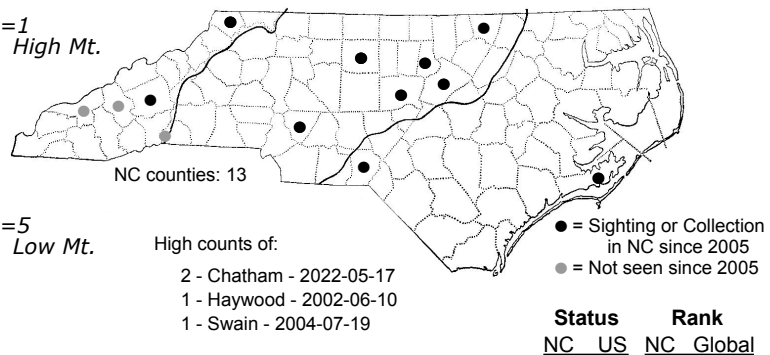 =1
High Mt.
NC counties: 13
=5
Low Mt.
High counts of:
2 - Chatham - 2022-05-17
1 - Haywood - 2002-06-10
1 - Swain - 2004-07-19
● = Sighting or Collection
in NC since 2005
● = Not seen since 2005
Status Rank
NC US NC Global